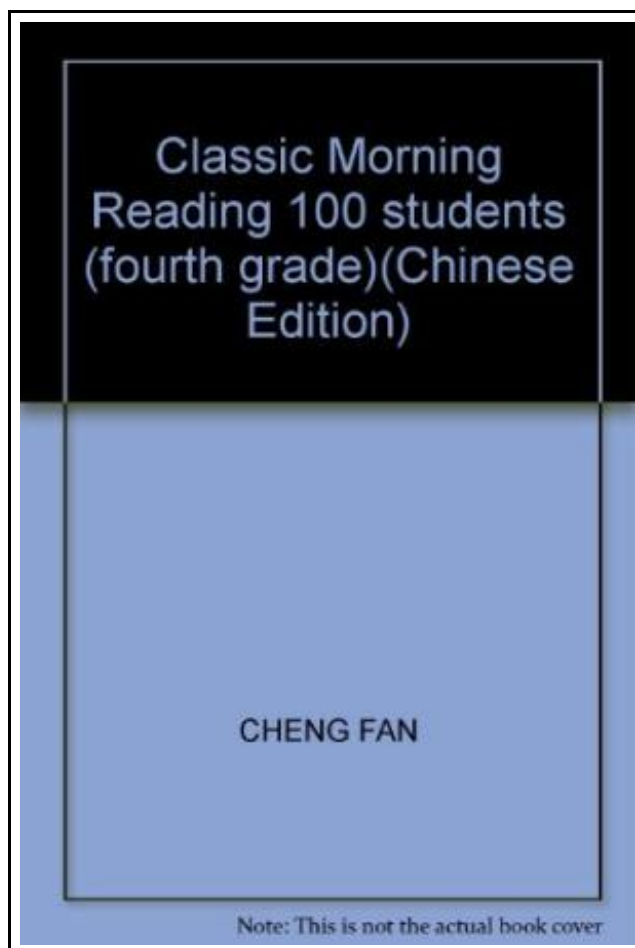 Classic Morning
Reading 100 students
(fourth grade)(Chinese
Edition)
CHENG FAN
Note: This is not the actual book cover